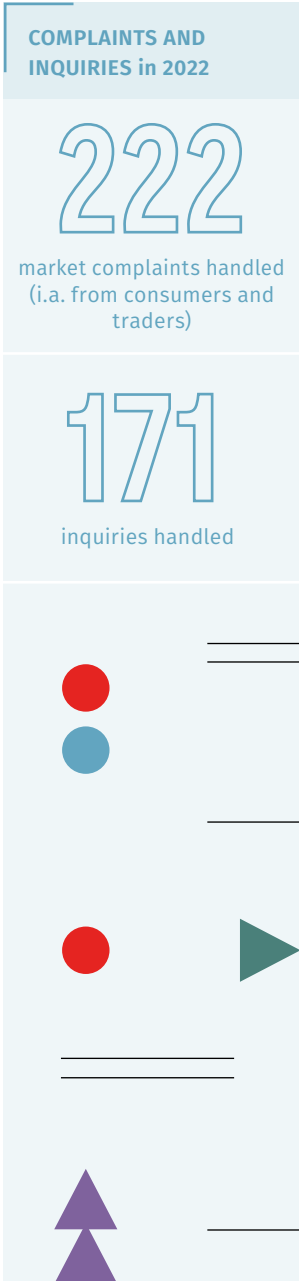 COMPLAINTS AND
INQUIRIES in 2022
222
market complaints handled
(i.a. from consumers and
traders)
171
inquiries handled